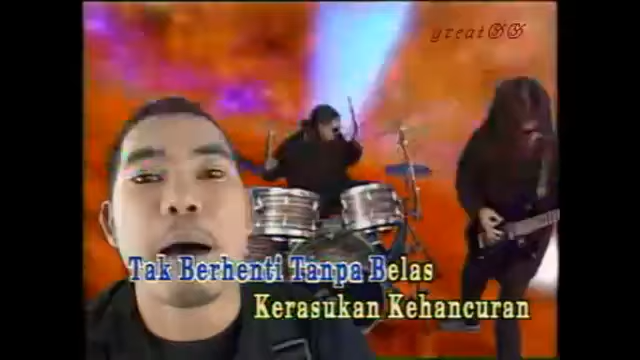 greatGG
Tak Berhenti Tanpa Belas
Kerasukan Kehancuran